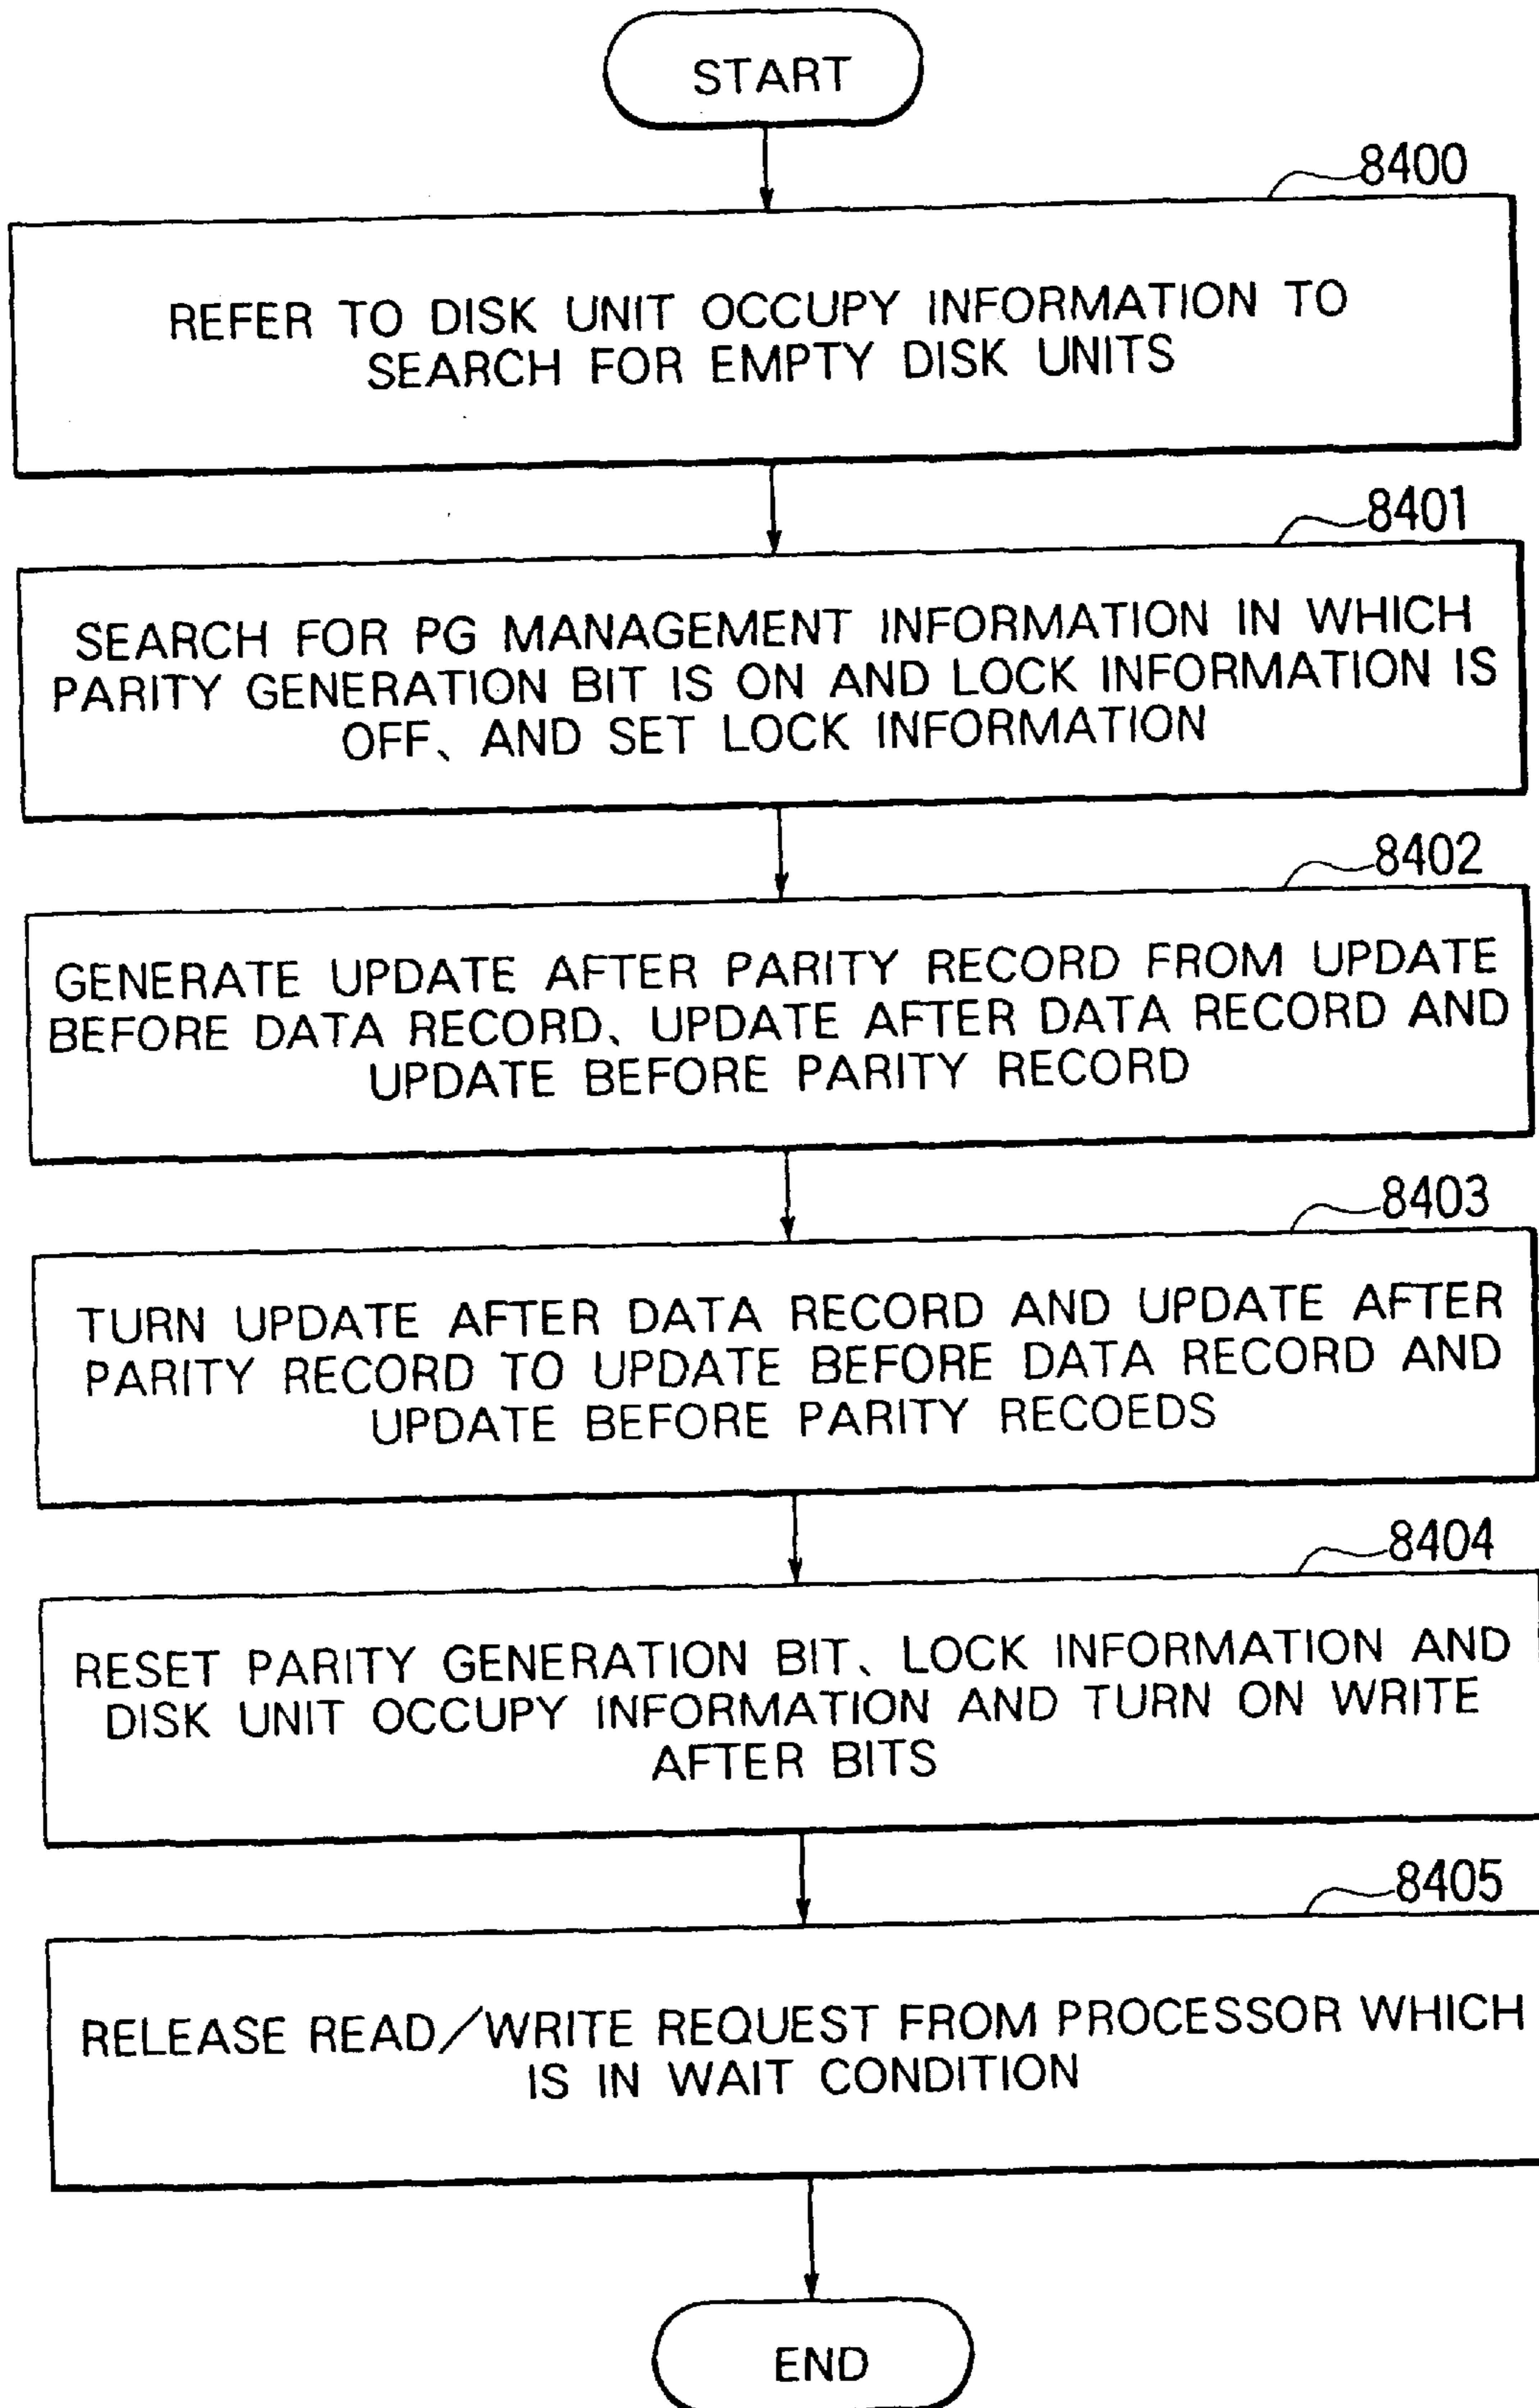 START
8400
REFER TO DISK UNIT OCCUPY INFORMATION TO
SEARCH FOR EMPTY DISK UNITS
8401
SEARCH FOR PG MANAGEMENT INFORMATION IN WHICH
PARITY GENERATION BIT IS ON AND LOCK INFORMATION IS
OFF、AND SET LOCK INFORMATION
8402
GENERATE UPDATE AFTER PARITY RECORD FROM UPDATE
BEFORE DATA RECORD、UPDATE AFTER DATA RECORD AND
UPDATE BEFORE PARITY RECORD
8403
TURN UPDATE AFTER DATA RECORD AND UPDATE AFTER
PARITY RECORD TO UPDATE BEFORE DATA RECORD AND
UPDATE BEFORE PARITY RECOEDS
8404
RESET PARITY GENERATION BIT、LOCK INFORMATION AND
DISK UNIT OCCUPY INFORMATION AND TURN ON WRITE
AFTER BITS
8405
RELEASE READ/WRITE REQUEST FROM PROCESSOR WHICH
IS IN WAIT CONDITION
END